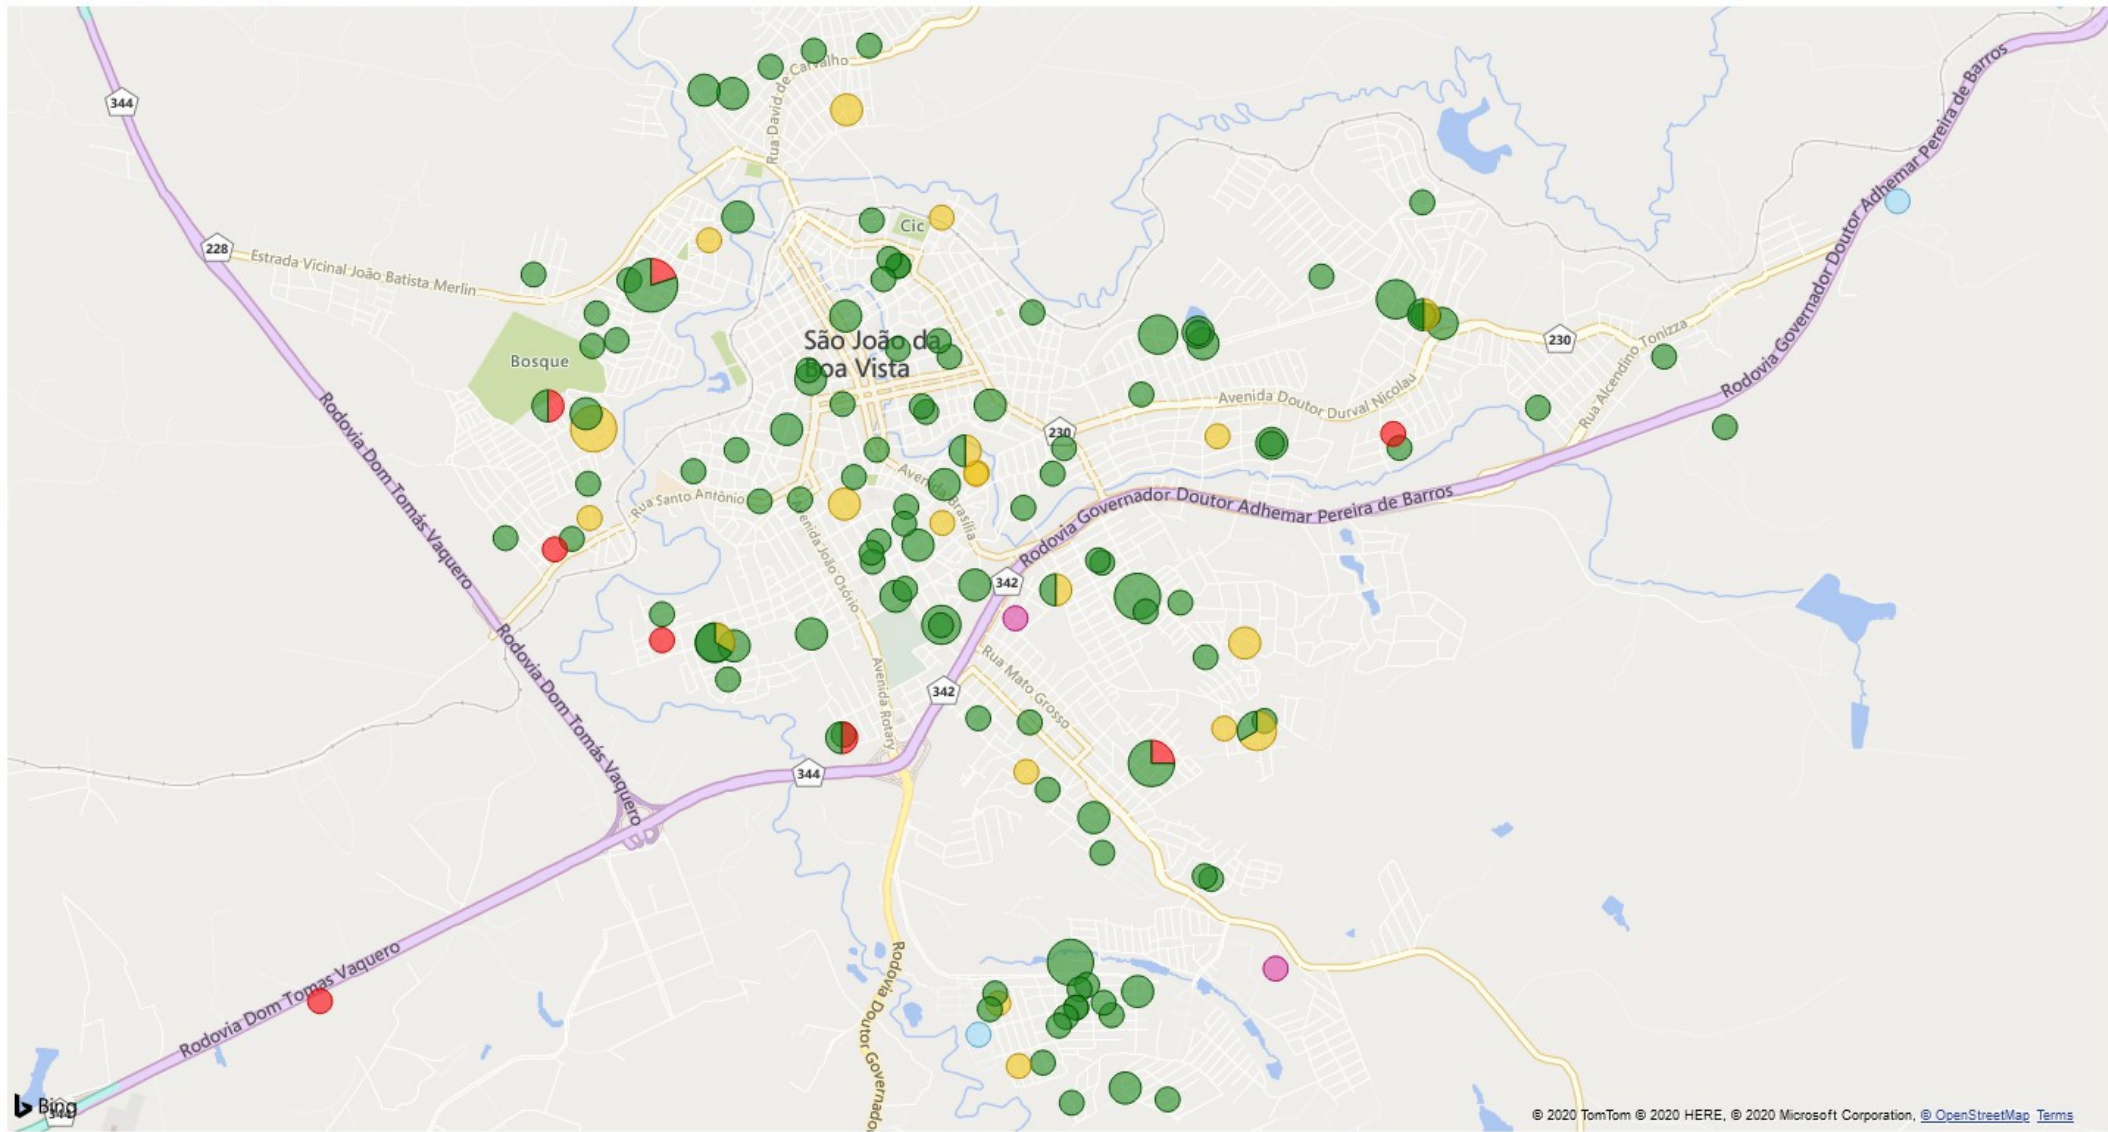 Rua David de Carvalho
344
Rodovia Governador Doutor Adhemar Pereira de Barros
Cic
228
Estrada Vicinal João Batista Merlin
São João da
Boa Vista
230
Rua Alcendino Tonizza
Bosque
Avenida Doutor Durval Nicolau
230
Rodovia Dom Tomás Vaquero
Rua Santo Antônio
Avenida Brasília
Rodovia Governador Doutor Adhemar Pereira de Barros
Avenida João Osório
342
Rodovia Dom Tomás Vaquero
Rua Mato Grosso
Avenida Rotary
342
344
Rodovia Dom Tomas Vaquero
Rodovia Doutor Governador
Bing
344
© 2020 TomTom © 2020 HERE, © 2020 Microsoft Corporation, © OpenStreetMap Terms